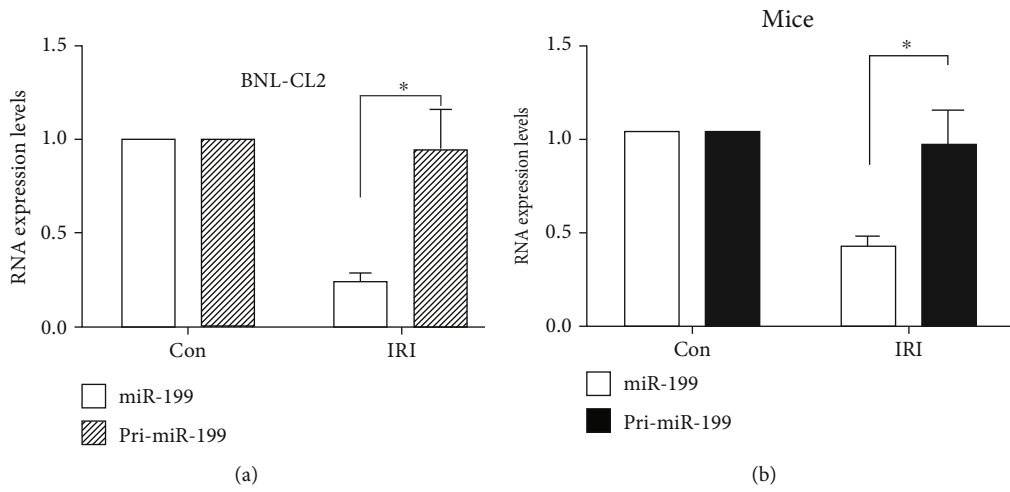 1.5
BNL-CL2
*
1.0
RNA expression levels
0.5
0.0
Con
IRI
miR-199
Pri-miR-199
(a)
Mice
1.5
*
1.0
RNA expression levels
0.5
0.0
Con
IRI
miR-199
Pri-miR-199
(b)